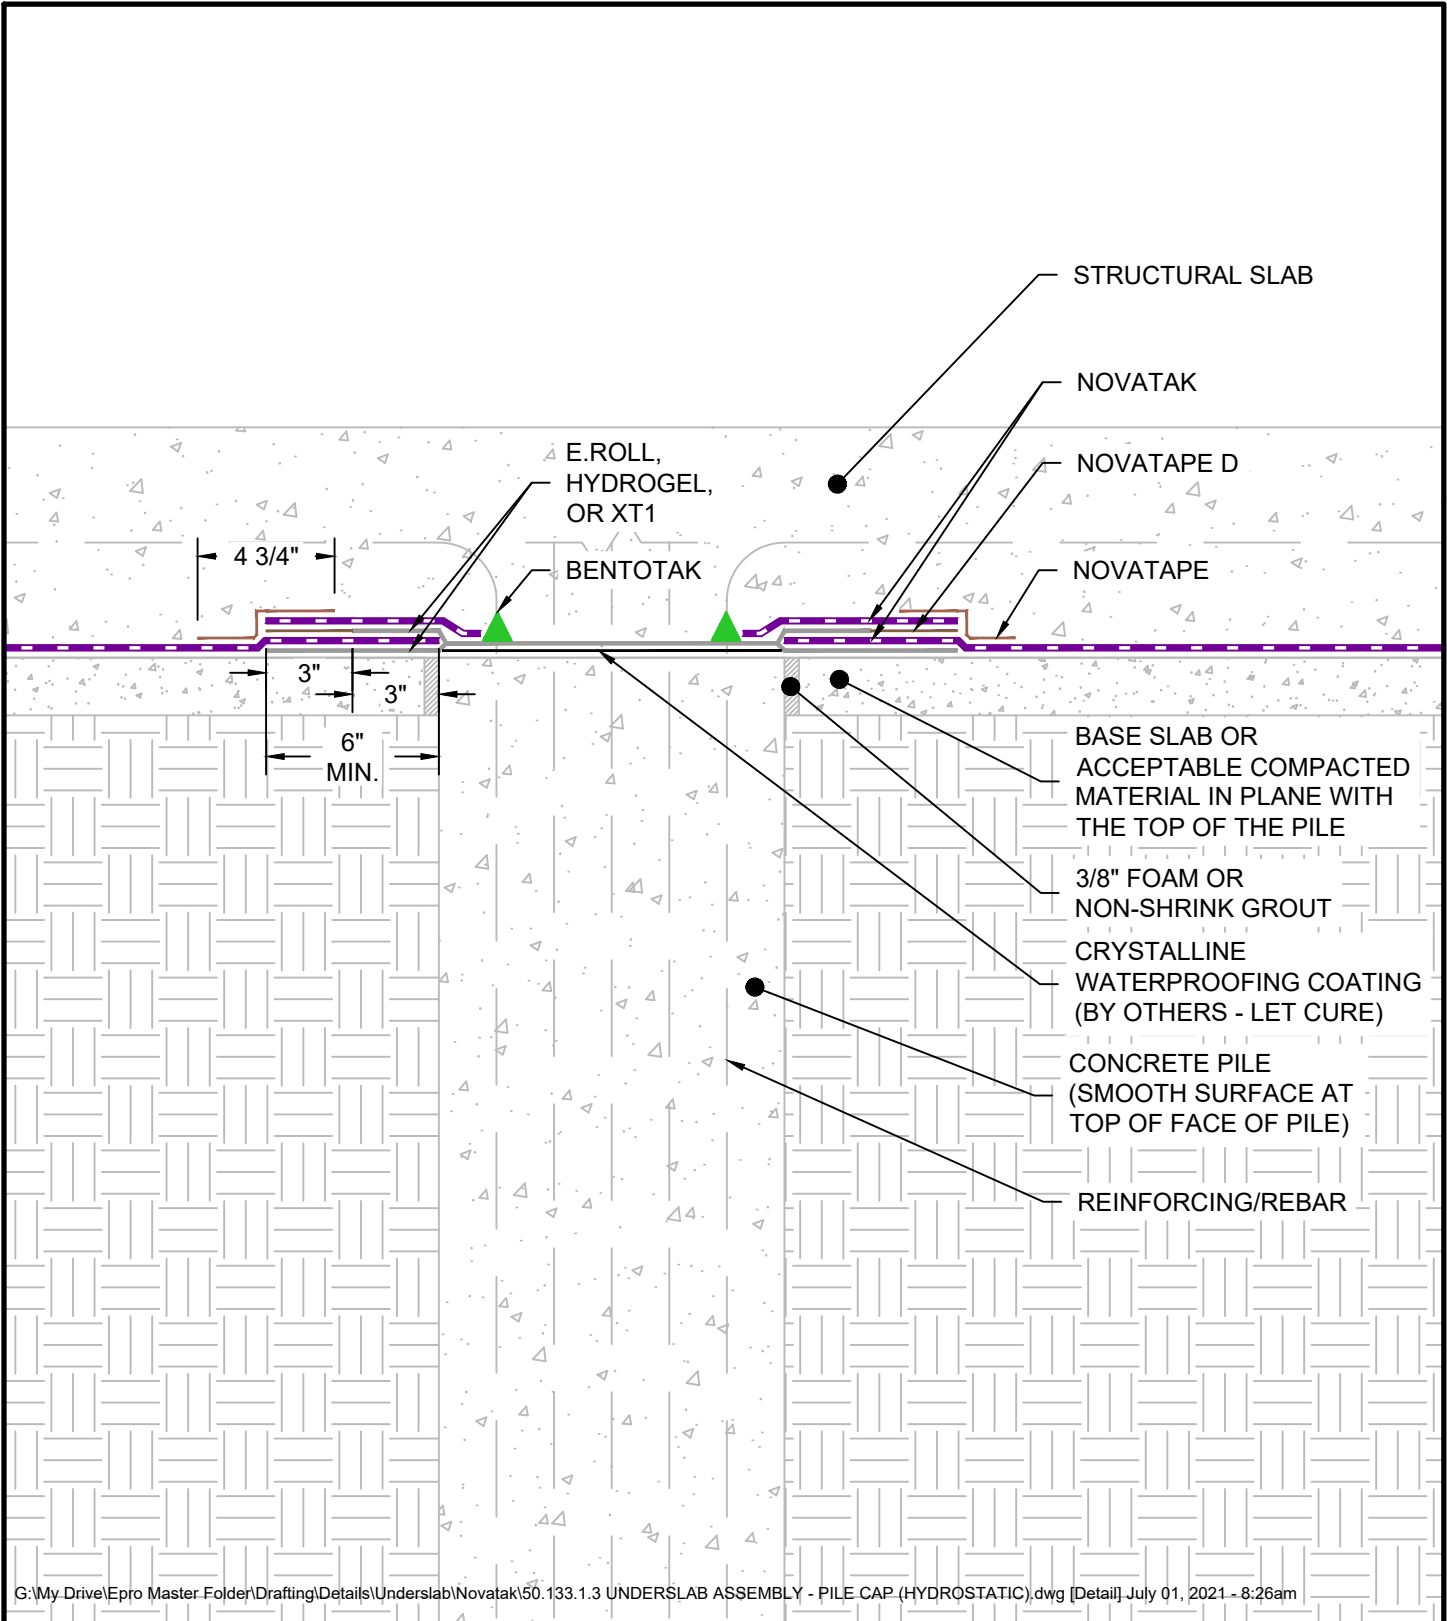 STRUCTURAL SLAB
NOVATAK
E.ROLL,
HYDROGEL,
OR XT1
NOVATAPE D
4 3/4"
BENTOTAK
NOVATAPE
3"
3"
6"
MIN.
BASE SLAB OR
ACCEPTABLE COMPACTED
MATERIAL IN PLANE WITH
THE TOP OF THE PILE
3/8" FOAM OR
NON-SHRINK GROUT
CRYSTALLINE
WATERPROOFING COATING
(BY OTHERS - LET CURE)
CONCRETE PILE
(SMOOTH SURFACE AT
TOP OF FACE OF PILE)
REINFORCING/REBAR
G:\My Drive\Epro Master Folder\Drafting\Details\Underslab\Novatak\50.133.1.3 UNDERSLAB ASSEMBLY - PILE CAP (HYDROSTATIC).dwg [Detail] July 01, 2021 - 8:26am